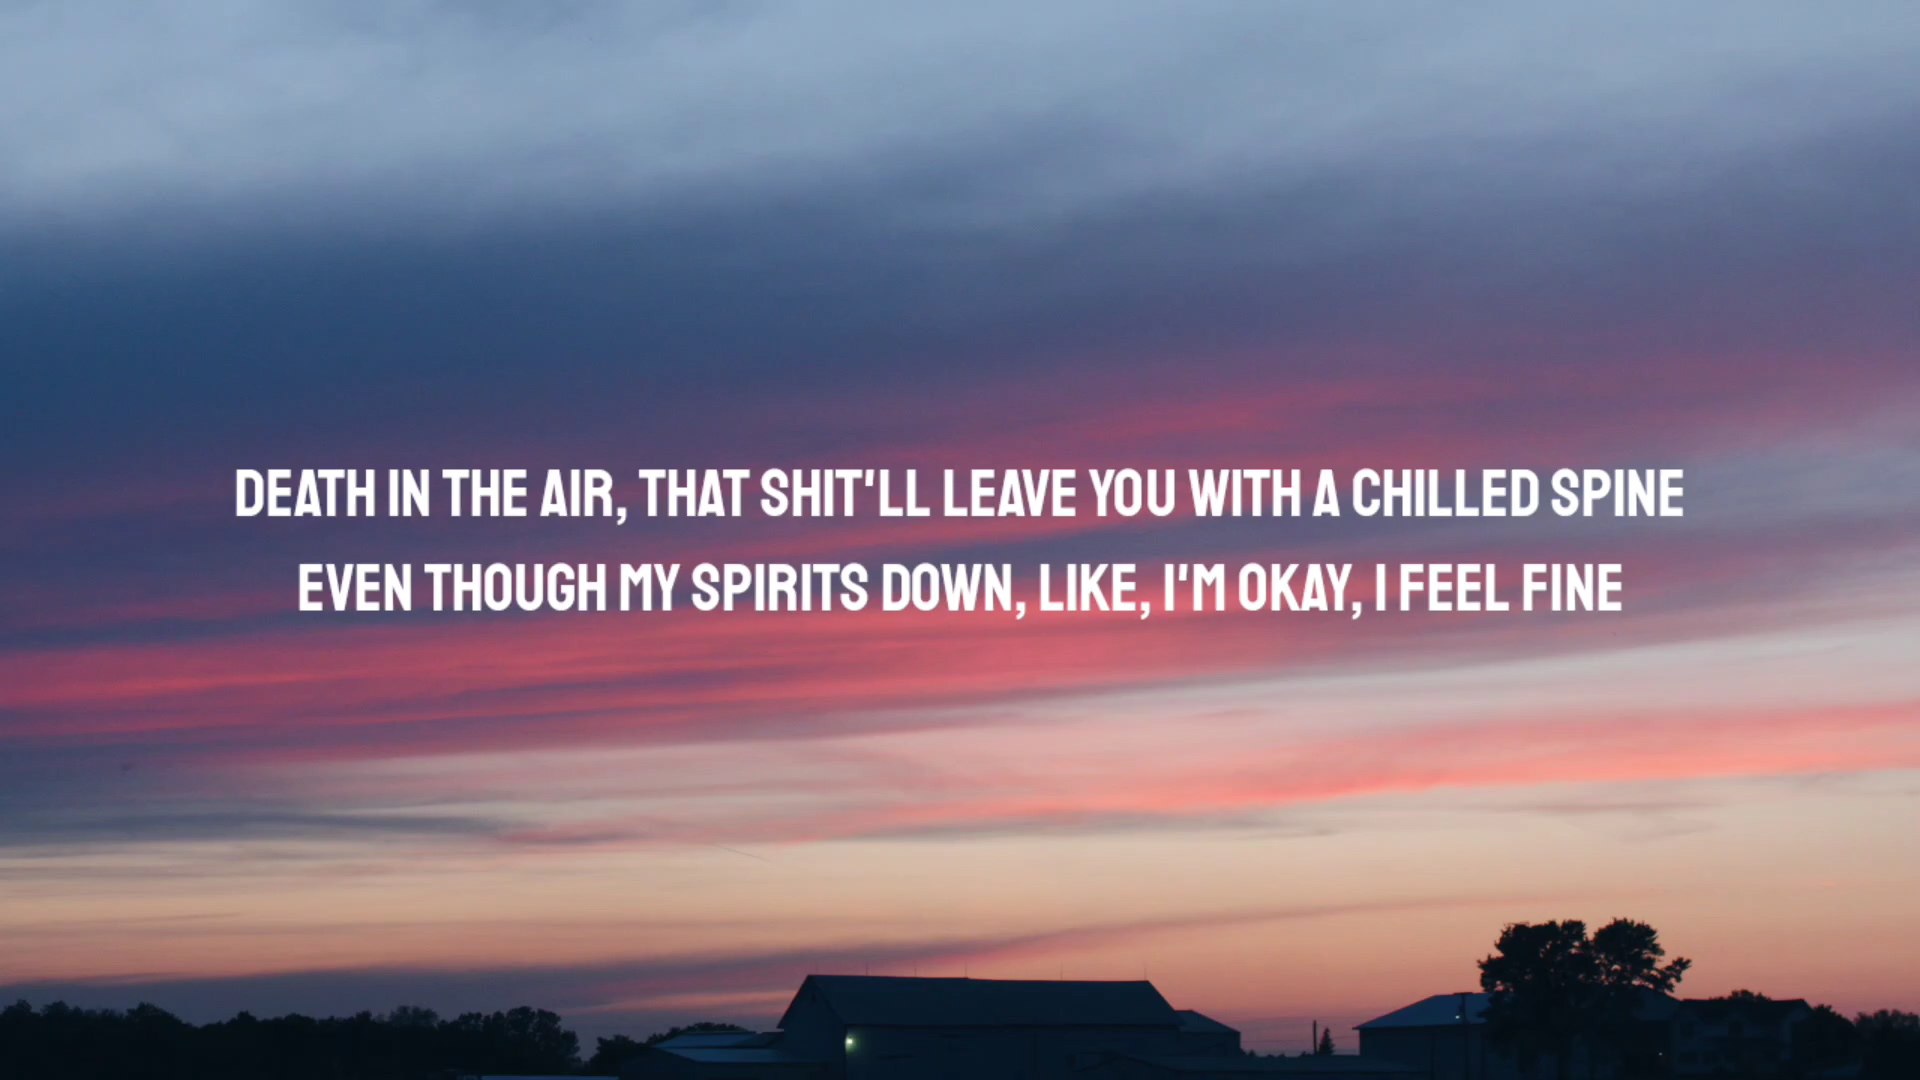 DEATH IN THE AIR, THAT SHIT'LL LEAVE YOU WITH A CHILLED SPINE
EVEN THOUGH MY SPIRITS DOWN, LIKE, I'M OKAY, I FEEL FINE